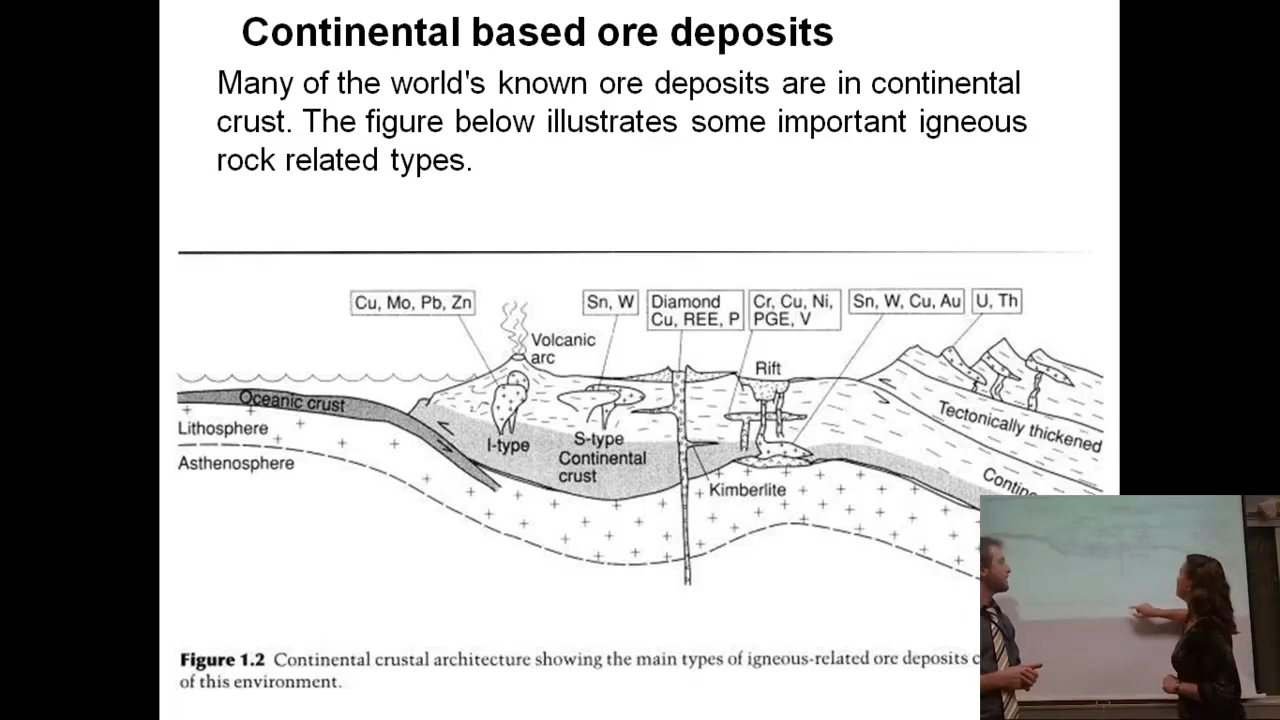 Continental based ore deposits
Many of the world's known ore deposits are in continental
crust. The figure below illustrates some important igneous
rock related types.
Cu, Mo, Pb, Zn
Sn, W
Diamond
Cu, REE, P
Cr, Cu, Ni,
PGE, V
Sn, W, Cu, Au
U, Th
Volcanic
arc
Rift
Oceanic crust
Lithosphere
Asthenosphere
I-type
S-type
Continental
crust
Kimberlite
Tectonically thickened
Contine
Figure 1.2 Continental crustal architecture showing the main types of igneous-related ore deposits c
of this environment.